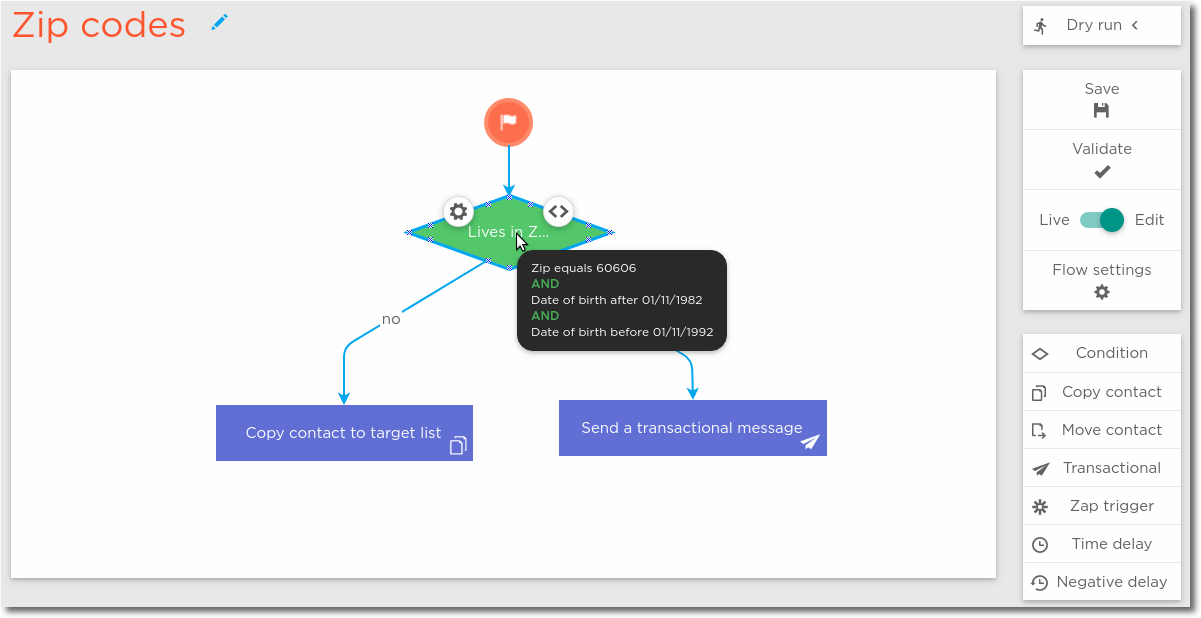 Zip codes
Dry run
Save
Validate
Live
Edit
Flow settings
Lives in Z...
Zip equals 60606
AND
Date of birth after 01/11/1982
AND
Date of birth before 01/11/1992
no
Copy contact to target list
Send a transactional message
Condition
Copy contact
Move contact
Transactional
Zap trigger
Time delay
Negative delay